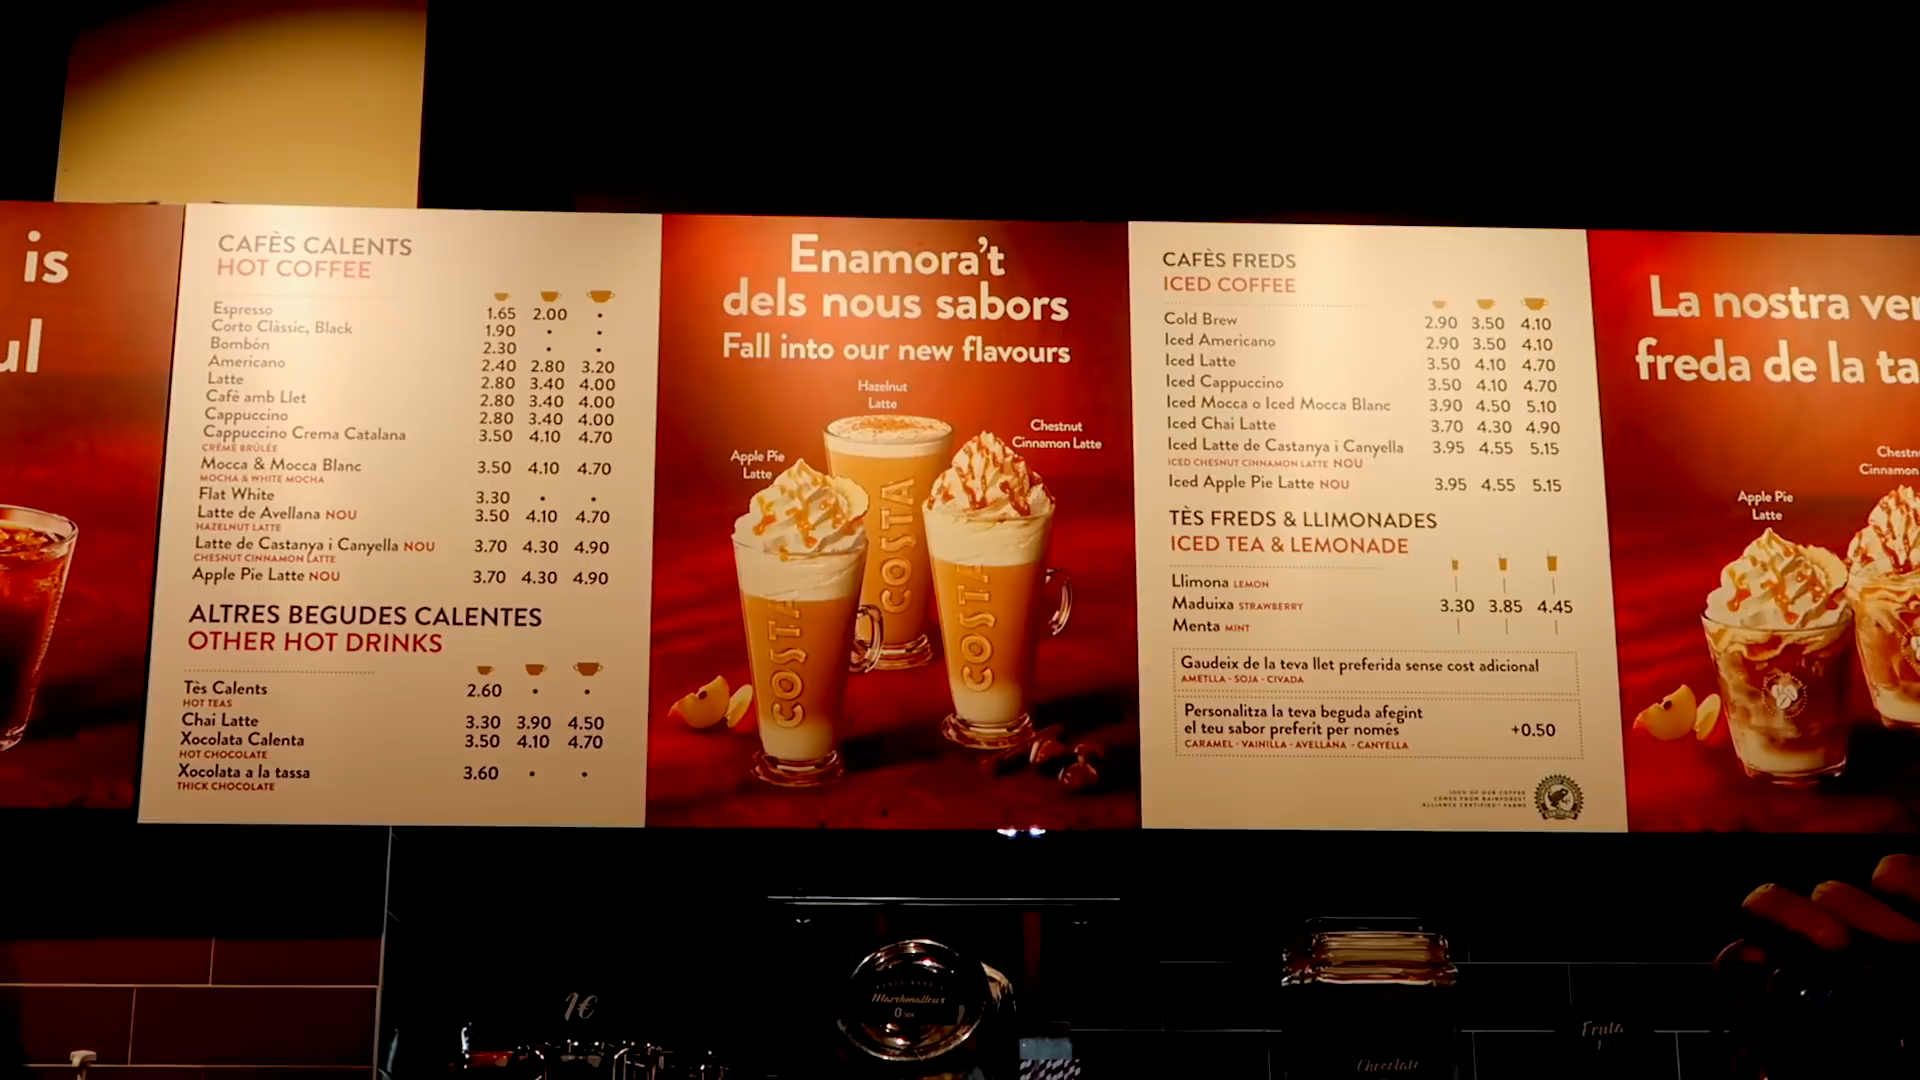 is
ul
CAFÈS CALENTS
HOT COFFEE
Espresso 1.65 2.00 •
Corto Clàssic, Black 1.90 • •
Bombón 2.30 • •
Americano 2.40 2.80 3.20
Latte 2.80 3.40 4.00
Cafè amb Llet 2.80 3.40 4.00
Cappuccino 2.80 3.40 4.00
Cappuccino Crema Catalana 3.50 4.10 4.70
CRÈME BRÛLÉE
Mocca & Mocca Blanc 3.50 4.10 4.70
MOCHA & WHITE MOCHA
Flat White 3.30 • •
Latte de Avellana NOU 3.50 4.10 4.70
HAZELNUT LATTE
Latte de Castanya i Canyella NOU 3.70 4.30 4.90
CHESNUT CINNAMON LATTE
Apple Pie Latte NOU 3.70 4.30 4.90
ALTRES BEGUDES CALENTES
OTHER HOT DRINKS
Tès Calents 2.60 • •
HOT TEAS
Chai Latte 3.30 3.90 4.50
Xocolata Calenta 3.50 4.10 4.70
HOT CHOCOLATE
Xocolata a la tassa 3.60 • •
THICK CHOCOLATE
Enamora't
dels nous sabors
Fall into our new flavours
Hazelnut
Latte
Chestnut
Cinnamon Latte
Apple Pie
Latte
COSTA
COSTA
COSTA
CAFÈS FREDS
ICED COFFEE
Cold Brew 2.90 3.50 4.10
Iced Americano 2.90 3.50 4.10
Iced Latte 3.50 4.10 4.70
Iced Cappuccino 3.50 4.10 4.70
Iced Mocca o Iced Mocca Blanc 3.90 4.50 5.10
Iced Chai Latte 3.70 4.30 4.90
Iced Latte de Castanya i Canyella 3.95 4.55 5.15
ICED CHESNUT CINNAMON LATTE NOU
Iced Apple Pie Latte NOU 3.95 4.55 5.15
TÈS FREDS & LLIMONADES
ICED TEA & LEMONADE
Llimona LEMON
Maduixa STRAWBERRY 3.30 3.85 4.45
Menta MINT
Gaudeix de la teva llet preferida sense cost adicional
AMETLLA · SOJA · CIVADA
Personalitza la teva beguda afegint
el teu sabor preferit per només +0.50
CARAMEL · VAINILLA · AVELLANA · CANYELLA
100% OF OUR COFFEE
COMES FROM RAINFOREST
ALLIANCE CERTIFIED™ FARMS
La nostra ver
freda de la ta
Chestn
Cinnamon
Apple Pie
Latte
1€
Marshmallows
Fruta
Chocolate